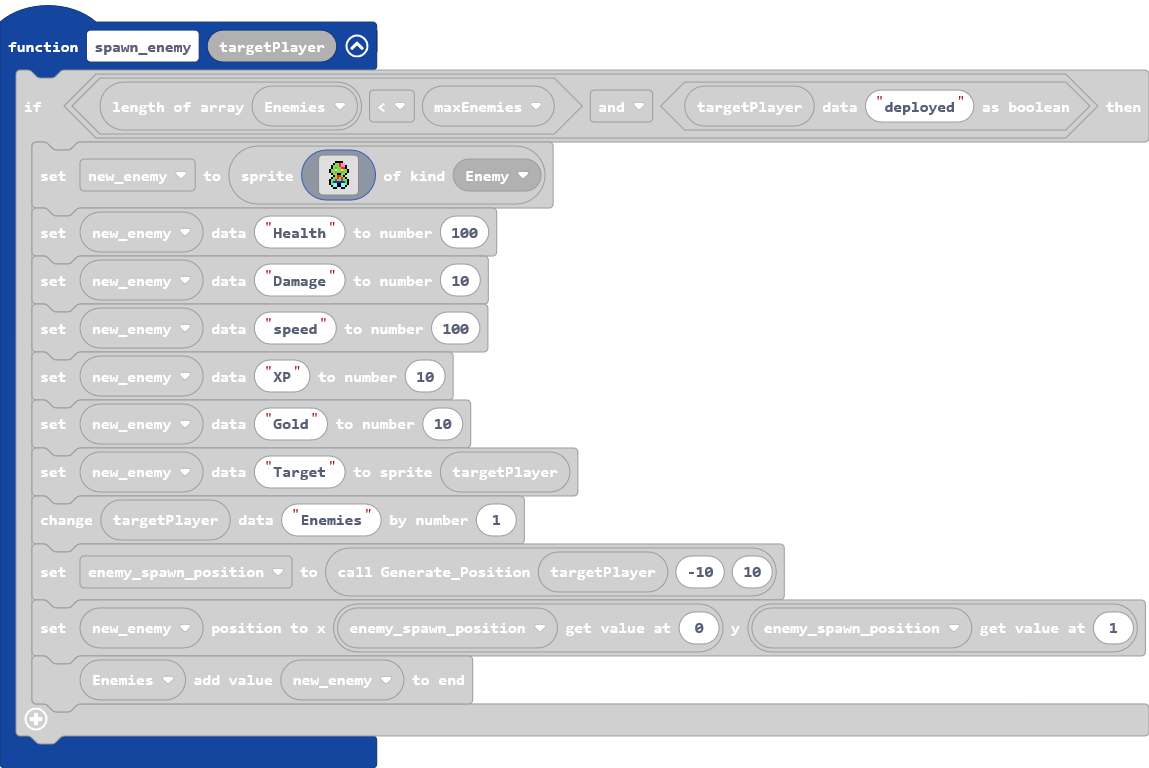 function spawn_enemy targetPlayer
if length of array Enemies < maxEnemies and targetPlayer data "deployed" as boolean then
set new_enemy to sprite of kind Enemy
set new_enemy data "Health" to number 100
set new_enemy data "Damage" to number 10
set new_enemy data "speed" to number 100
set new_enemy data "XP" to number 10
set new_enemy data "Gold" to number 10
set new_enemy data "Target" to sprite targetPlayer
change targetPlayer data "Enemies" by number 1
set enemy_spawn_position to call Generate_Position targetPlayer -10 10
set new_enemy position to x enemy_spawn_position get value at 0 y enemy_spawn_position get value at 1
Enemies add value new_enemy to end